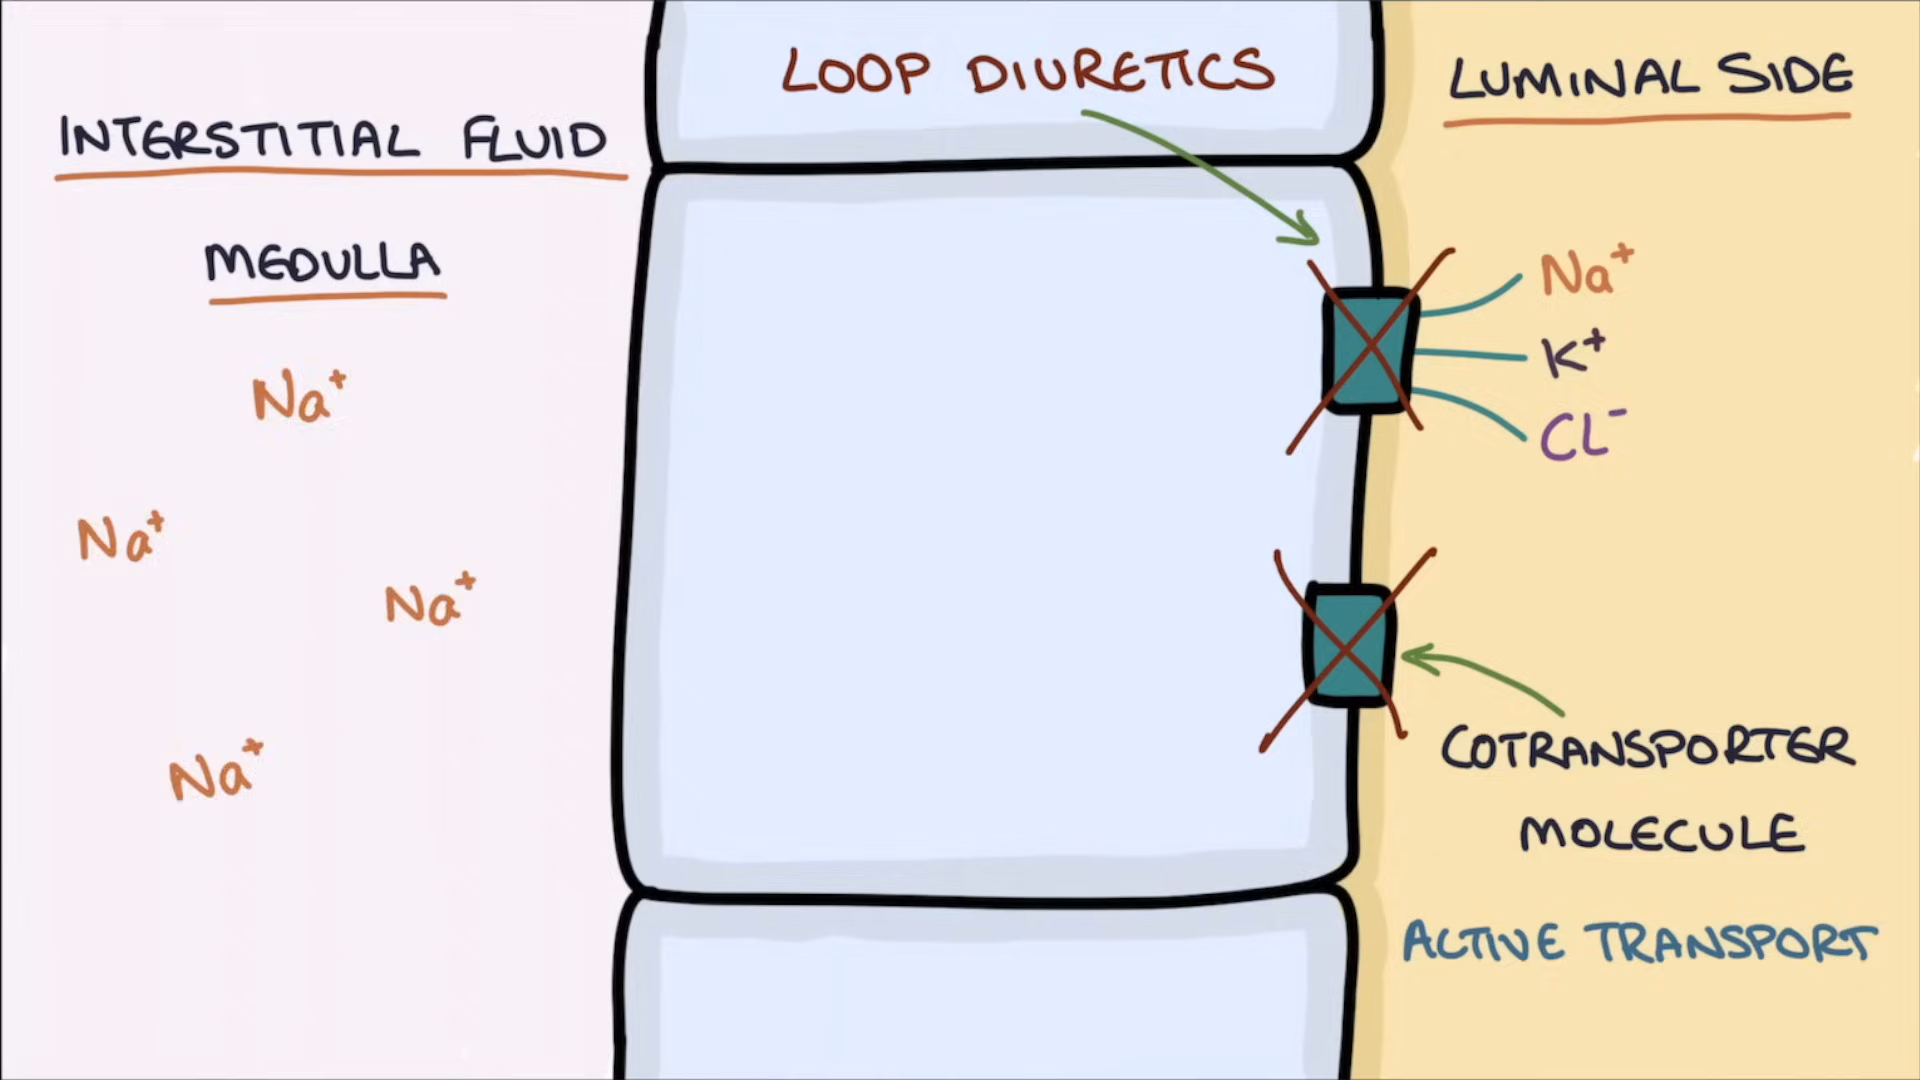 LOOP DIURETICS
LUMINAL SIDE
INTERSTITIAL FLUID
MEDULLA
Na+
K+
CL-
Na+
Na+
Na+
Na+
COTRANSPORTER
MOLECULE
ACTIVE TRANSPORT